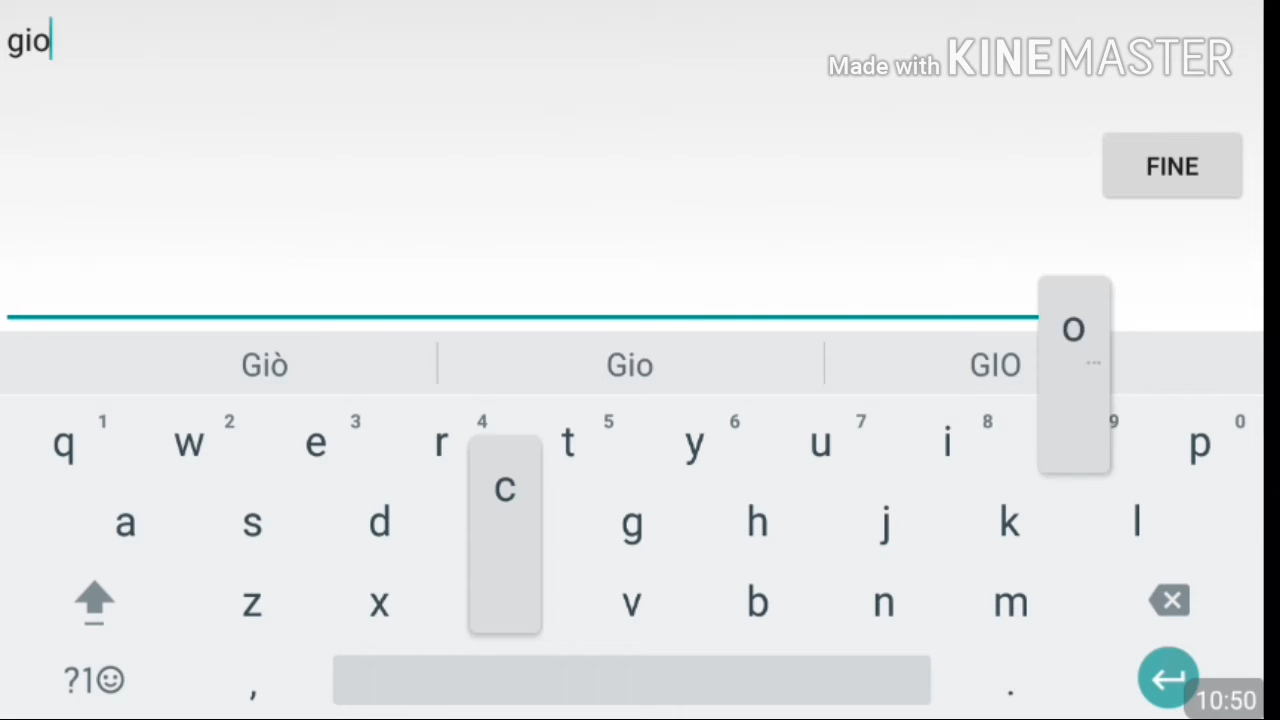 gio
Made with KINEMASTER
FINE
o
...
Giò Gio GIO
q 1 w 2 e 3 r 4 t 5 y 6 u 7 i 8 9 p 0
c
a s d g h j k l
z x v b n m
?1☺ , .
10:50